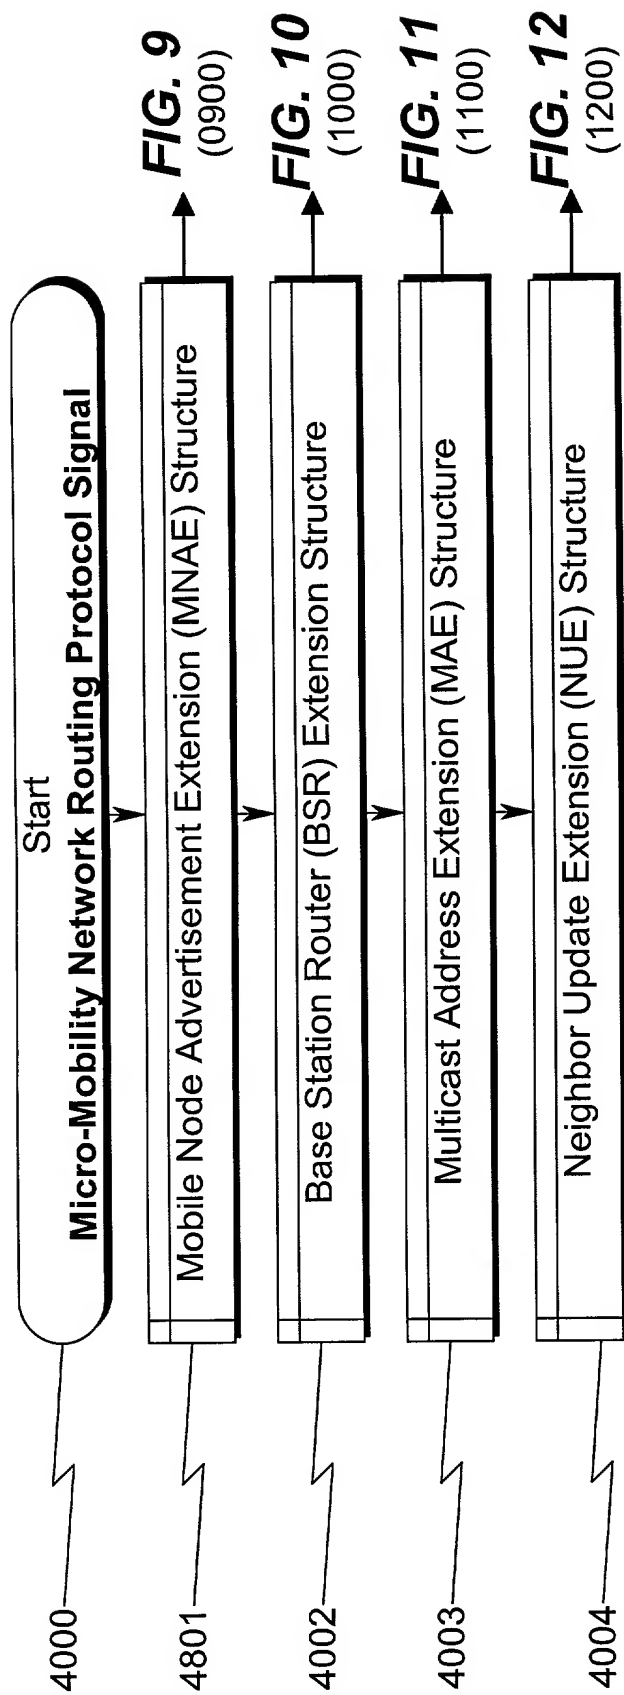 4000
Start
Micro-Mobility Network Routing Protocol Signal
4801
Mobile Node Advertisement Extension (MNAE) Structure
FIG. 9
(0900)
4002
Base Station Router (BSR) Extension Structure
FIG. 10
(1000)
4003
Multicast Address Extension (MAE) Structure
FIG. 11
(1100)
4004
Neighbor Update Extension (NUE) Structure
FIG. 12
(1200)